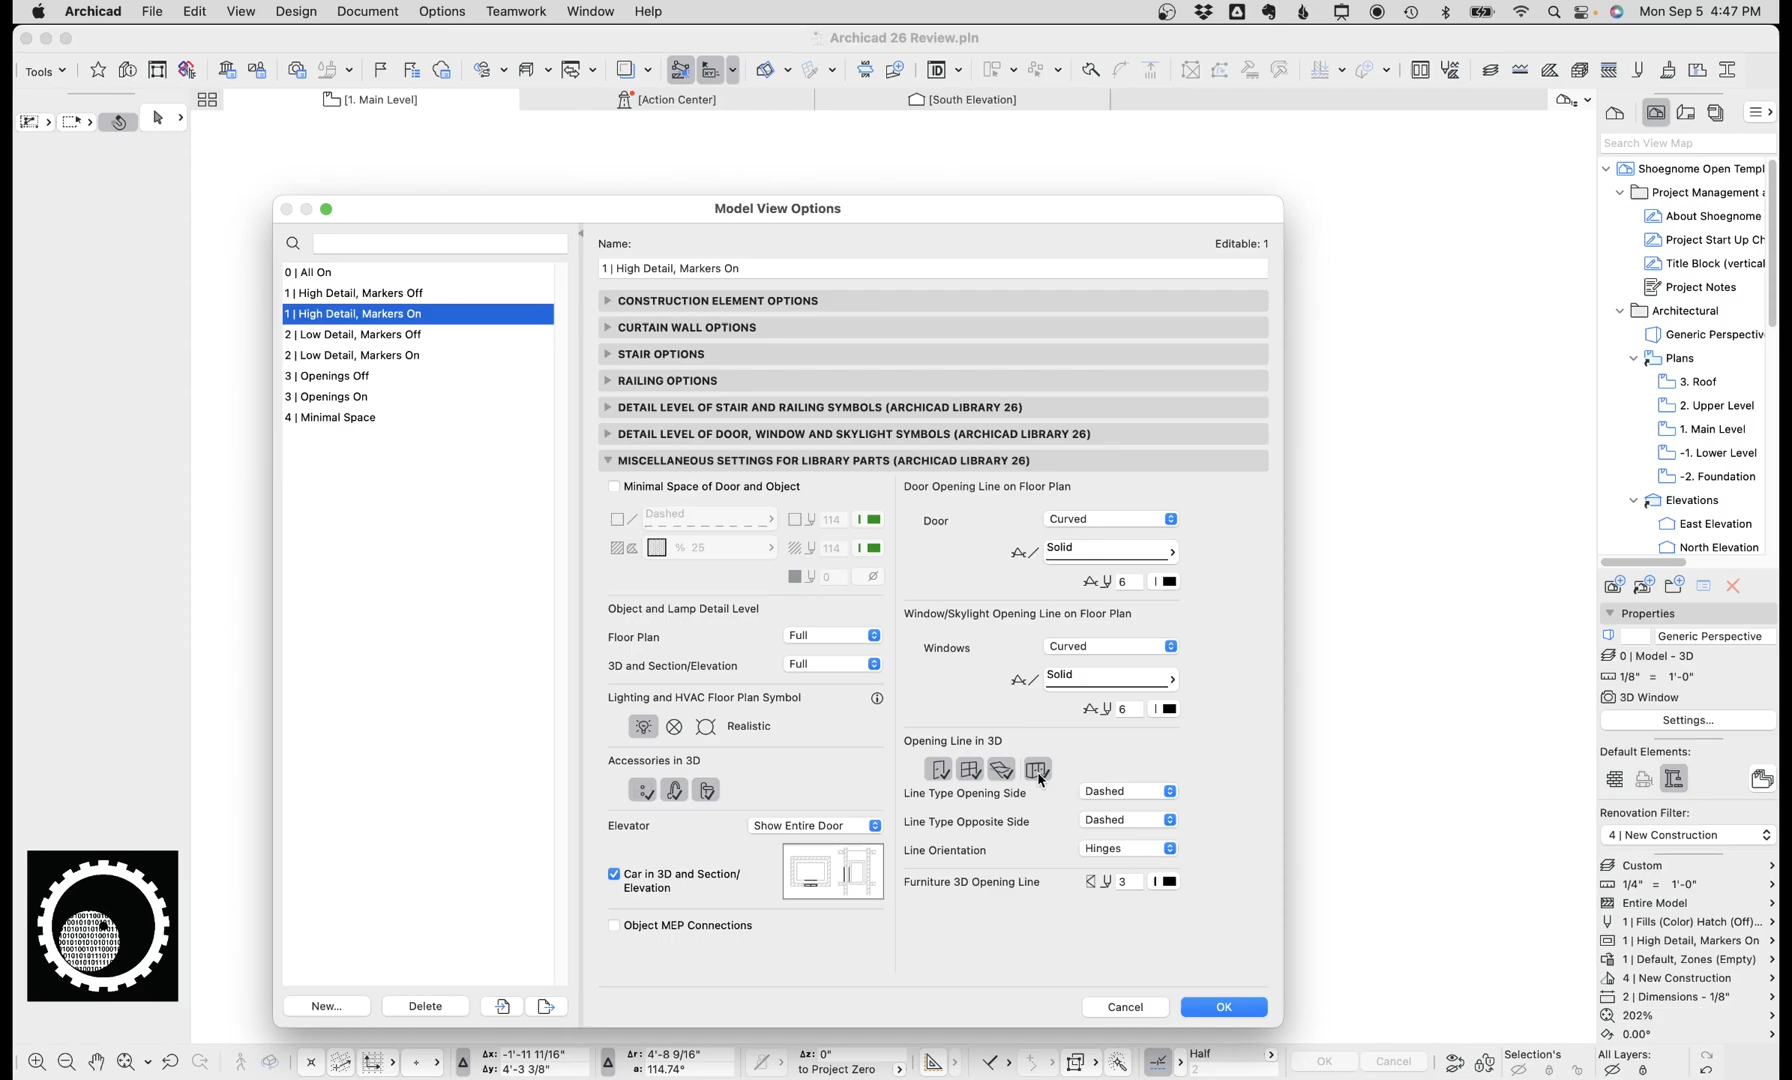 Archicad File Edit View Design Document Options Teamwork Window Help Mon Sep 5 4:47 PM
Archicad 26 Review.pln
Tools
[1. Main Level] [Action Center] [South Elevation]
Search View Map
Shoegnome Open Templ
Project Management a
About Shoegnome
Project Start Up Ch
Title Block (vertical
Project Notes
Architectural
Generic Perspectiv
Plans
3. Roof
2. Upper Level
1. Main Level
-1. Lower Level
-2. Foundation
Elevations
East Elevation
North Elevation
Properties
Generic Perspective
0 | Model - 3D
1/8" = 1'-0"
3D Window
Settings...
Default Elements:
Renovation Filter:
4 | New Construction
Custom
1/4" = 1'-0"
Entire Model
1 | Fills (Color) Hatch (Off)...
1 | High Detail, Markers On
1 | Default, Zones (Empty)
4 | New Construction
2 | Dimensions - 1/8"
202%
0.00°
Model View Options
0 | All On
1 | High Detail, Markers Off
1 | High Detail, Markers On
2 | Low Detail, Markers Off
2 | Low Detail, Markers On
3 | Openings Off
3 | Openings On
4 | Minimal Space
New... Delete
Name: Editable: 1
1 | High Detail, Markers On
CONSTRUCTION ELEMENT OPTIONS
CURTAIN WALL OPTIONS
STAIR OPTIONS
RAILING OPTIONS
DETAIL LEVEL OF STAIR AND RAILING SYMBOLS (ARCHICAD LIBRARY 26)
DETAIL LEVEL OF DOOR, WINDOW AND SKYLIGHT SYMBOLS (ARCHICAD LIBRARY 26)
MISCELLANEOUS SETTINGS FOR LIBRARY PARTS (ARCHICAD LIBRARY 26)
Minimal Space of Door and Object
Dashed 114
% 25 114
0
Object and Lamp Detail Level
Floor Plan Full
3D and Section/Elevation Full
Lighting and HVAC Floor Plan Symbol
Realistic
Accessories in 3D
Elevator Show Entire Door
Car in 3D and Section/
Elevation
Object MEP Connections
Door Opening Line on Floor Plan
Door Curved
Solid
6
Window/Skylight Opening Line on Floor Plan
Windows Curved
Solid
6
Opening Line in 3D
Line Type Opening Side Dashed
Line Type Opposite Side Dashed
Line Orientation Hinges
Furniture 3D Opening Line 3
Cancel OK
Δx: -1'-11 11/16" Δr: 4'-8 9/16" Δz: 0" Half
Δy: 4'-3 3/8" a: 114.74° to Project Zero 2
OK Cancel Selection's All Layers: